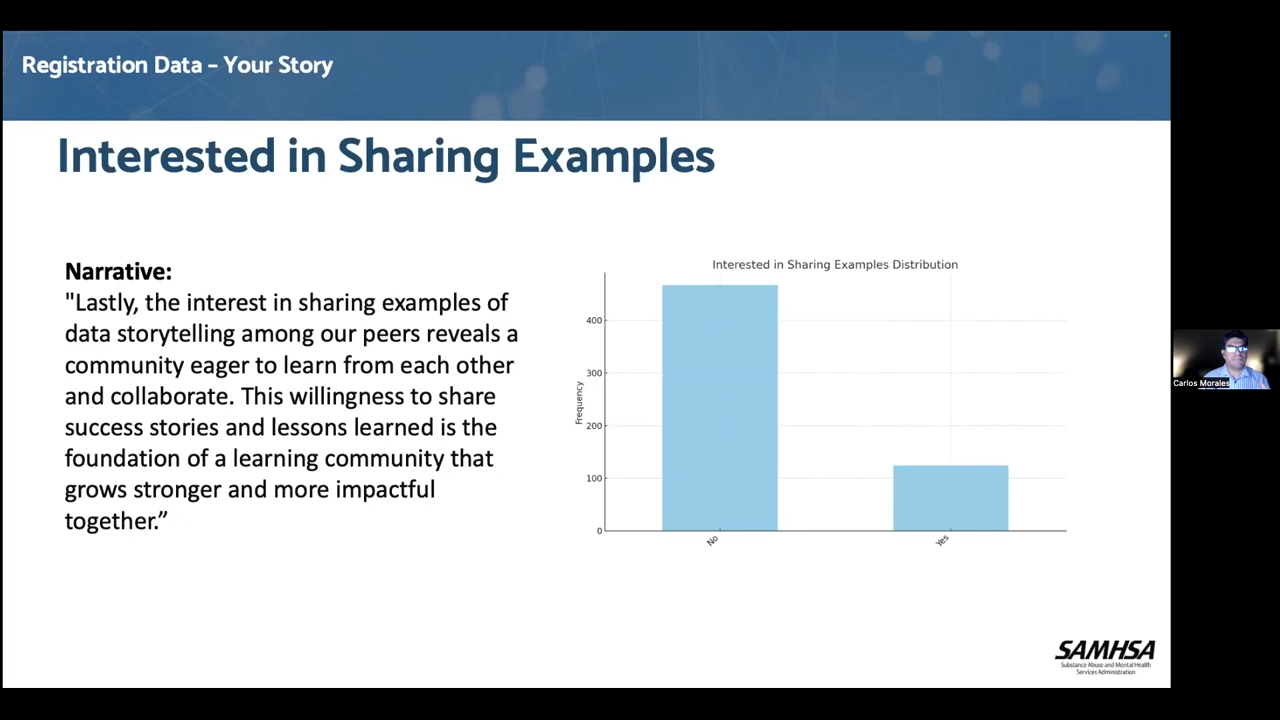 Registration Data – Your Story
Interested in Sharing Examples
Narrative:
"Lastly, the interest in sharing examples of
data storytelling among our peers reveals a
community eager to learn from each other
and collaborate. This willingness to share
success stories and lessons learned is the
foundation of a learning community that
grows stronger and more impactful
together.”
Interested in Sharing Examples Distribution
Frequency
400
300
200
100
0
No
Yes
Carlos Morales
SAMHSA
Substance Abuse and Mental Health
Services Administration